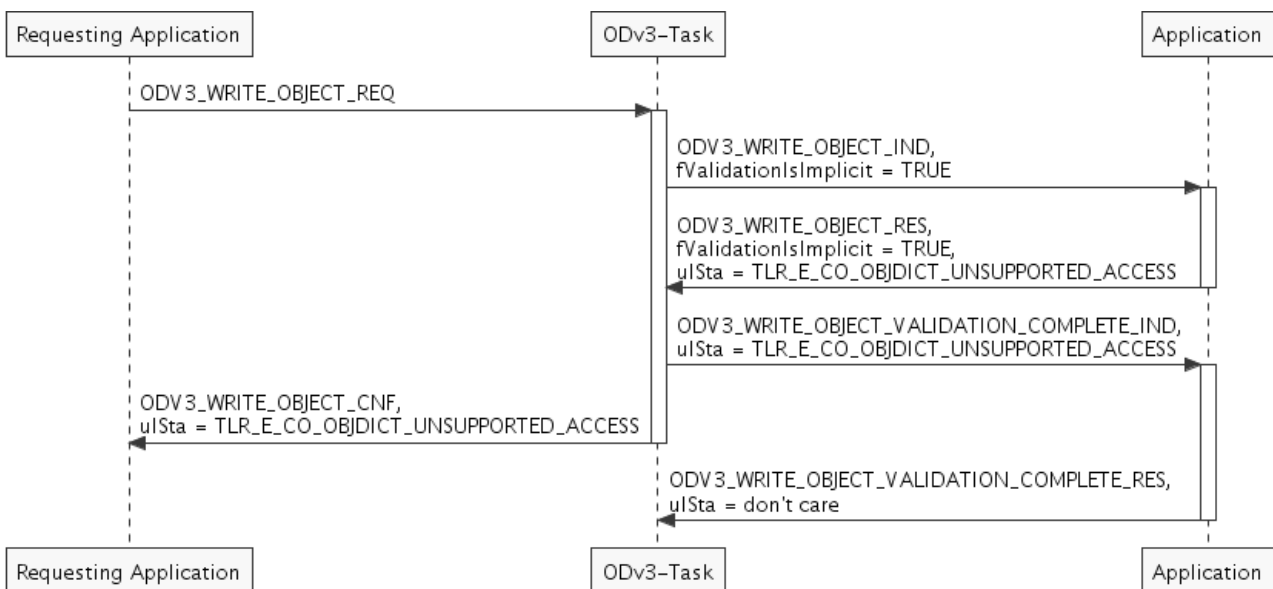 Requesting Application
ODv3-Task
Application
ODV3_WRITE_OBJECT_REQ
ODV3_WRITE_OBJECT_IND,
fValidationIsImplicit = TRUE
ODV3_WRITE_OBJECT_RES,
fValidationIsImplicit = TRUE,
ulSta = TLR_E_CO_OBJDICT_UNSUPPORTED_ACCESS
ODV3_WRITE_OBJECT_VALIDATION_COMPLETE_IND,
ulSta = TLR_E_CO_OBJDICT_UNSUPPORTED_ACCESS
ODV3_WRITE_OBJECT_CNF,
ulSta = TLR_E_CO_OBJDICT_UNSUPPORTED_ACCESS
ODV3_WRITE_OBJECT_VALIDATION_COMPLETE_RES,
ulSta = don't care
Requesting Application
ODv3-Task
Application